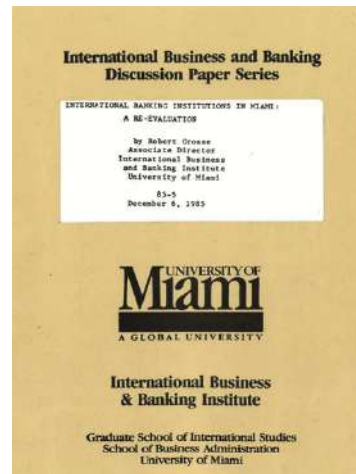 International Business and Banking
Discussion Paper Series
INTERNATIONAL BANKING INSTITUTIONS IN MIAMI:
A RE-EVALUATION
by Robert Grosse
Associate Director
International Business
and Banking Institute
University of Miami
85-5
December 6, 1985
UNIVERSITY OF
Miami
A GLOBAL UNIVERSITY
International Business
& Banking Institute
Graduate School of International Studies
School of Business Administration
University of Miami